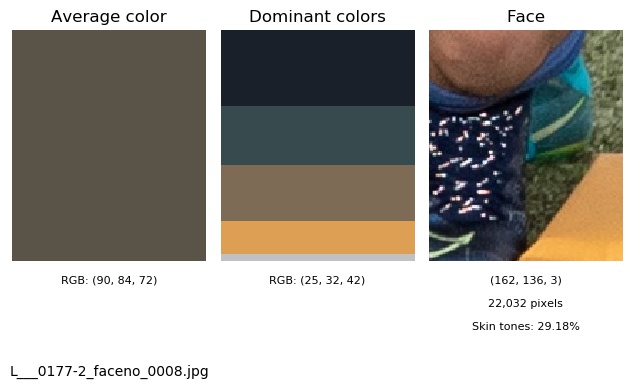 Average color
Dominant colors
Face
RGB: (90, 84, 72)
RGB: (25, 32, 42)
(162, 136, 3)
22,032 pixels
Skin tones: 29.18%
L___0177-2_faceno_0008.jpg